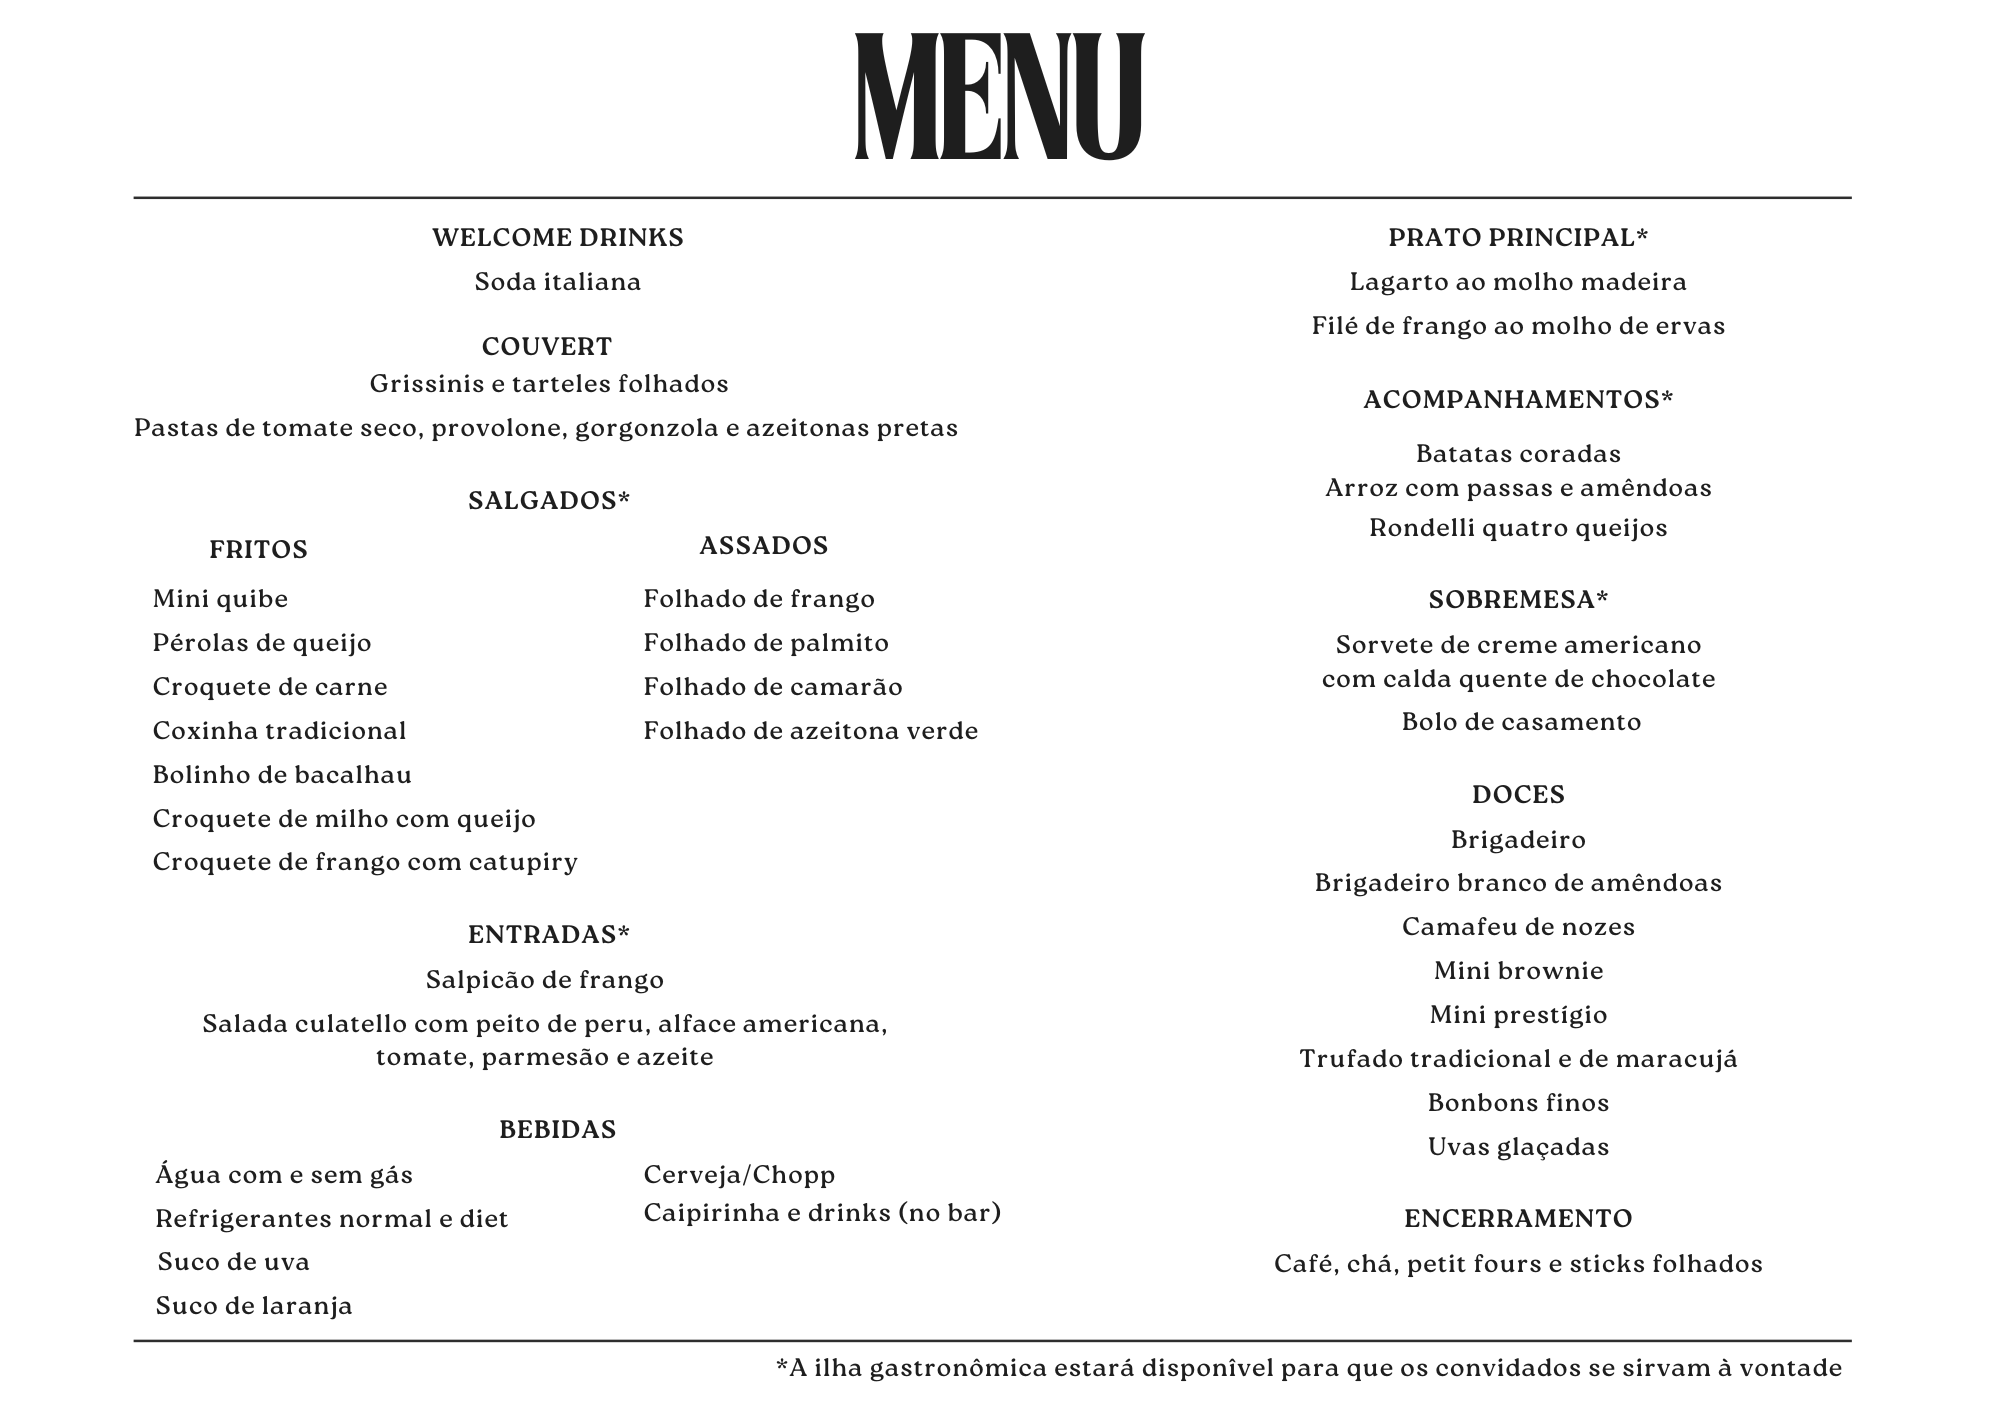 MENU
WELCOME DRINKS
Soda italiana
COUVERT
Grissinis e tarteles folhados
Pastas de tomate seco, provolone, gorgonzola e azeitonas pretas
SALGADOS*
FRITOS
Mini quibe
Pérolas de queijo
Croquete de carne
Coxinha tradicional
Bolinho de bacalhau
Croquete de milho com queijo
Croquete de frango com catupiry
ASSADOS
Folhado de frango
Folhado de palmito
Folhado de camarão
Folhado de azeitona verde
ENTRADAS*
Salpicão de frango
Salada culatello com peito de peru, alface americana,
tomate, parmesão e azeite
BEBIDAS
Água com e sem gás
Refrigerantes normal e diet
Suco de uva
Suco de laranja
Cerveja/Chopp
Caipirinha e drinks (no bar)
PRATO PRINCIPAL*
Lagarto ao molho madeira
Filé de frango ao molho de ervas
ACOMPANHAMENTOS*
Batatas coradas
Arroz com passas e amêndoas
Rondelli quatro queijos
SOBREMESA*
Sorvete de creme americano
com calda quente de chocolate
Bolo de casamento
DOCES
Brigadeiro
Brigadeiro branco de amêndoas
Camafeu de nozes
Mini brownie
Mini prestígio
Trufado tradicional e de maracujá
Bonbons finos
Uvas glaçadas
ENCERRAMENTO
Café, chá, petit fours e sticks folhados
*A ilha gastronômica estará disponîvel para que os convidados se sirvam à vontade